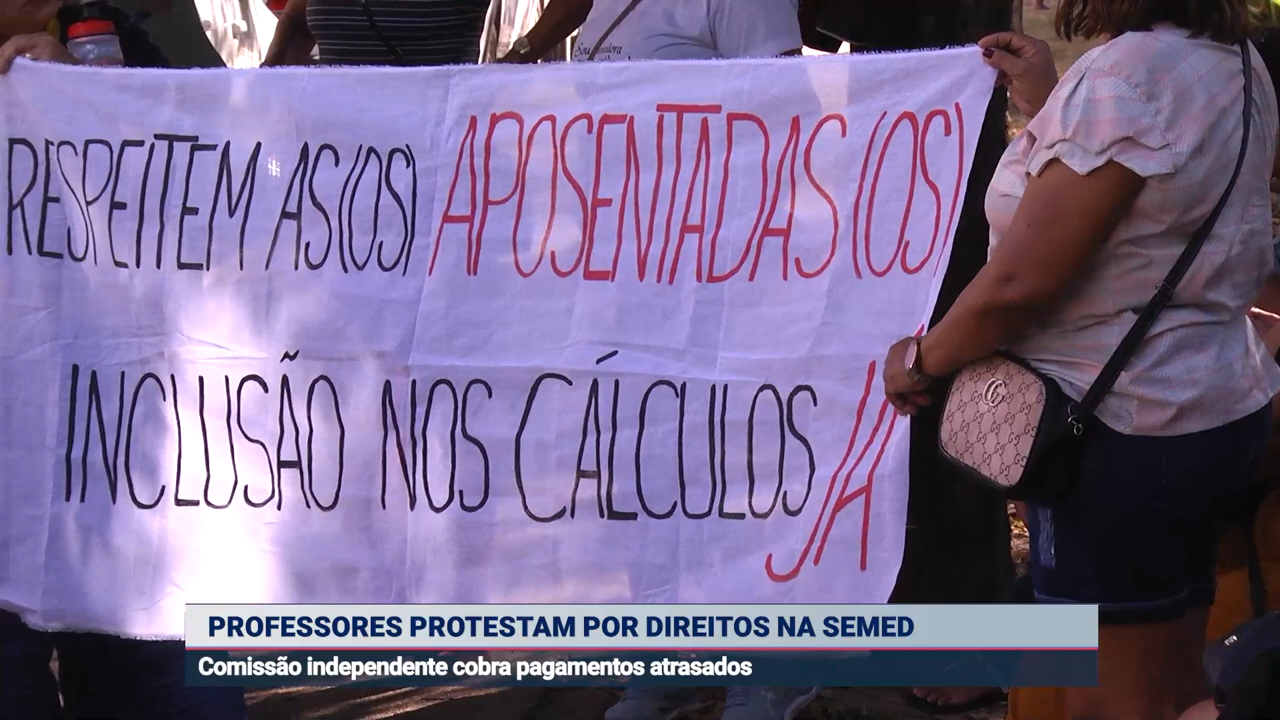 RESPEITEM AS(OS) APOSENTADAS(OS)
INCLUSÃO NOS CÁLCULOS JÁ
PROFESSORES PROTESTAM POR DIREITOS NA SEMED
Comissão independente cobra pagamentos atrasados